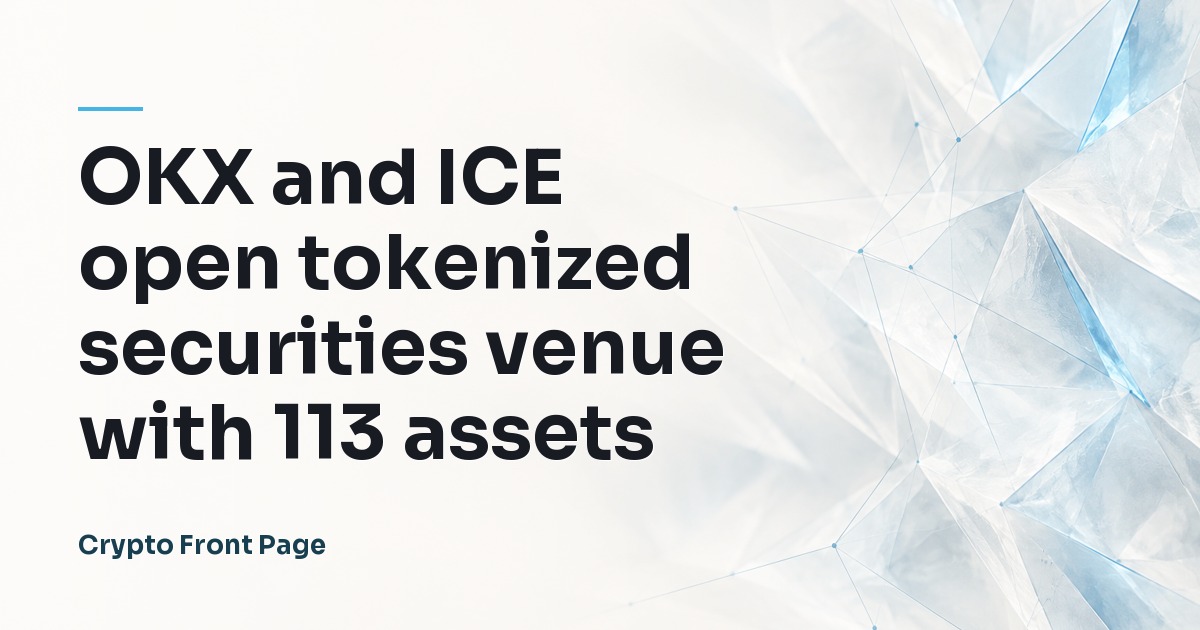 OKX and ICE
open tokenized
securities venue
with 113 assets
Crypto Front Page